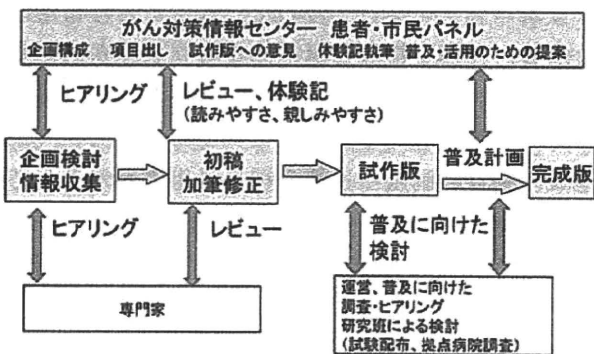 がん対策情報センター 患者・市民パネル
企画構成 項目出し 試作版への意見 体験記執筆 普及・活用のための提案
ヒアリング
レビュー、体験記
(読みやすさ、親しみやすさ)
企画検討
情報収集
初稿
加筆修正
試作版
普及計画
完成版
ヒアリング
レビュー
普及に向けた
検討
専門家
運営、普及に向けた
調査・ヒアリング
研究班による検討
(試験配布、拠点病院調査)